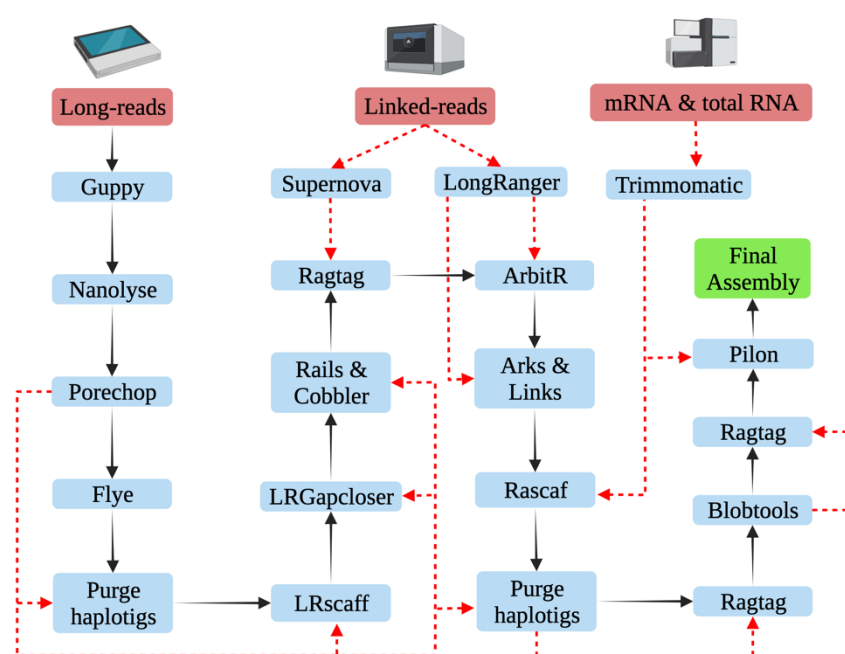 Long-reads
Linked-reads
mRNA & total RNA
Guppy
Supernova
LongRanger
Trimmomatic
Nanolyse
Ragtag
ArbitR
Final
Assembly
Porechop
Rails &
Cobbler
Arks &
Links
Pilon
Ragtag
Flye
LRGapcloser
Rascaf
Blobtools
Purge
haplotigs
LRscaff
Purge
haplotigs
Ragtag